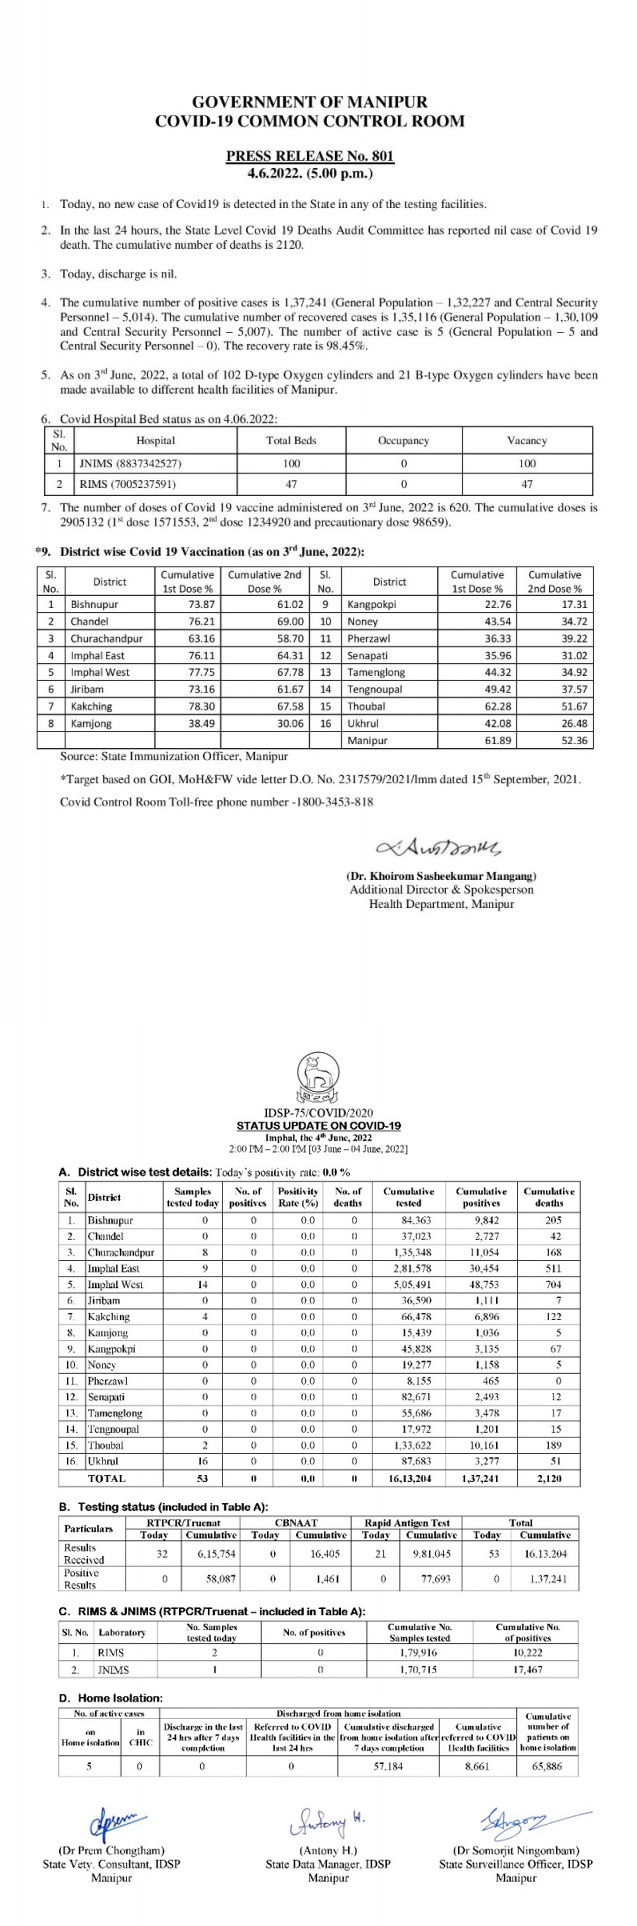 GOVERNMENT OF MANIPUR
COVID-19 COMMON CONTROL ROOM
PRESS RELEASE No. 801
4.6.2022. (5.00 p.m.)
1. Today, no new case of Covid19 is detected in the State in any of the testing facilities.
2. In the last 24 hours, the State Level Covid 19 Deaths Audit Committee has reported nil case of Covid 19
death. The cumulative number of deaths is 2120.
3. Today, discharge is nil.
4. The cumulative number of positive cases is 1,37,241 (General Population – 1,32,227 and Central Security
Personnel – 5,014). The cumulative number of recovered cases is 1,35,116 (General Population – 1,30,109
and Central Security Personnel – 5,007). The number of active case is 5 (General Population – 5 and
Central Security Personnel – 0). The recovery rate is 98.45%.
5. As on 3rd June, 2022, a total of 102 D-type Oxygen cylinders and 21 B-type Oxygen cylinders have been
made available to different health facilities of Manipur.
6. Covid Hospital Bed status as on 4.06.2022:
Sl. No. Hospital Total Beds Occupancy Vacancy
1 JNIMS (8837342527) 100 0 100
2 RIMS (7005237591) 47 0 47
7. The number of doses of Covid 19 vaccine administered on 3rd June, 2022 is 620. The cumulative doses is
2905132 (1st dose 1571553, 2nd dose 1234920 and precautionary dose 98659).
*9. District wise Covid 19 Vaccination (as on 3rd June, 2022):
Sl. No. District Cumulative 1st Dose % Cumulative 2nd Dose % Sl. No. District Cumulative 1st Dose % Cumulative 2nd Dose %
1 Bishnupur 73.87 61.02 9 Kangpokpi 22.76 17.31
2 Chandel 76.21 69.00 10 Noney 43.54 34.72
3 Churachandpur 63.16 58.70 11 Pherzawl 36.33 39.22
4 Imphal East 76.11 64.31 12 Senapati 35.96 31.02
5 Imphal West 77.75 67.78 13 Tamenglong 44.32 34.92
6 Jiribam 73.16 61.67 14 Tengnoupal 49.42 37.57
7 Kakching 78.30 67.58 15 Thoubal 62.28 51.67
8 Kamjong 38.49 30.06 16 Ukhrul 42.08 26.48
Manipur 61.89 52.36
Source: State Immunization Officer, Manipur
*Target based on GOI, MoH&FW vide letter D.O. No. 2317579/2021/Imm dated 15th September, 2021.
Covid Control Room Toll-free phone number -1800-3453-818
(Dr. Khoirom Sasheekumar Mangang)
Additional Director & Spokesperson
Health Department, Manipur
IDSP-75/COVID/2020
STATUS UPDATE ON COVID-19
Imphal, the 4th June, 2022
2:00 PM – 2:00 PM [03 June – 04 June, 2022]
A. District wise test details: Today's positivity rate: 0.0 %
Sl. No. District Samples tested today No. of positives Positivity Rate (%) No. of deaths Cumulative tested Cumulative positives Cumulative deaths
1. Bishnupur 0 0 0.0 0 84,363 9,842 205
2. Chandel 0 0 0.0 0 37,023 2,727 42
3. Churachandpur 8 0 0.0 0 1,35,348 11,054 168
4. Imphal East 9 0 0.0 0 2,81,578 30,454 511
5. Imphal West 14 0 0.0 0 5,05,491 48,753 704
6. Jiribam 0 0 0.0 0 36,590 1,111 7
7. Kakching 4 0 0.0 0 66,478 6,896 122
8. Kamjong 0 0 0.0 0 15,439 1,036 5
9. Kangpokpi 0 0 0.0 0 45,828 3,135 67
10. Noney 0 0 0.0 0 19,277 1,158 5
11. Pherzawl 0 0 0.0 0 8,155 465 0
12. Senapati 0 0 0.0 0 82,671 2,493 12
13. Tamenglong 0 0 0.0 0 55,686 3,478 17
14. Tengnoupal 0 0 0.0 0 17,972 1,201 15
15. Thoubal 2 0 0.0 0 1,33,622 10,161 189
16. Ukhrul 16 0 0.0 0 87,683 3,277 51
TOTAL 53 0 0.0 0 16,13,204 1,37,241 2,120
B. Testing status (included in Table A):
Particulars RTPCR/Truenat CBNAAT Rapid Antigen Test Total
Today Cumulative Today Cumulative Today Cumulative Today Cumulative
Results Received 32 6,15,754 0 16,405 21 9,81,045 53 16,13,204
Positive Results 0 58,087 0 1,461 0 77,693 0 1,37,241
C. RIMS & JNIMS (RTPCR/Truenat – included in Table A):
Sl. No. Laboratory No. Samples tested today No. of positives Cumulative No. Samples tested Cumulative No. of positives
1. RIMS 2 0 1,79,916 10,222
2. JNIMS 1 0 1,70,715 17,467
D. Home Isolation:
No. of active cases Discharged from home isolation Cumulative number of patients on home isolation
on Home isolation in CHIC Discharge in the last 24 hrs after 7 days completion Referred to COVID Health facilities in the last 24 hrs Cumulative discharged from home isolation after 7 days completion Cumulative referred to COVID Health facilities
5 0 0 0 57,184 8,661 65,886
Antony H.
(Dr Prem Chongtham) (Antony H.) (Dr Somorjit Ningombam)
State Vety. Consultant, IDSP State Data Manager, IDSP State Surveillance Officer, IDSP
Manipur Manipur Manipur